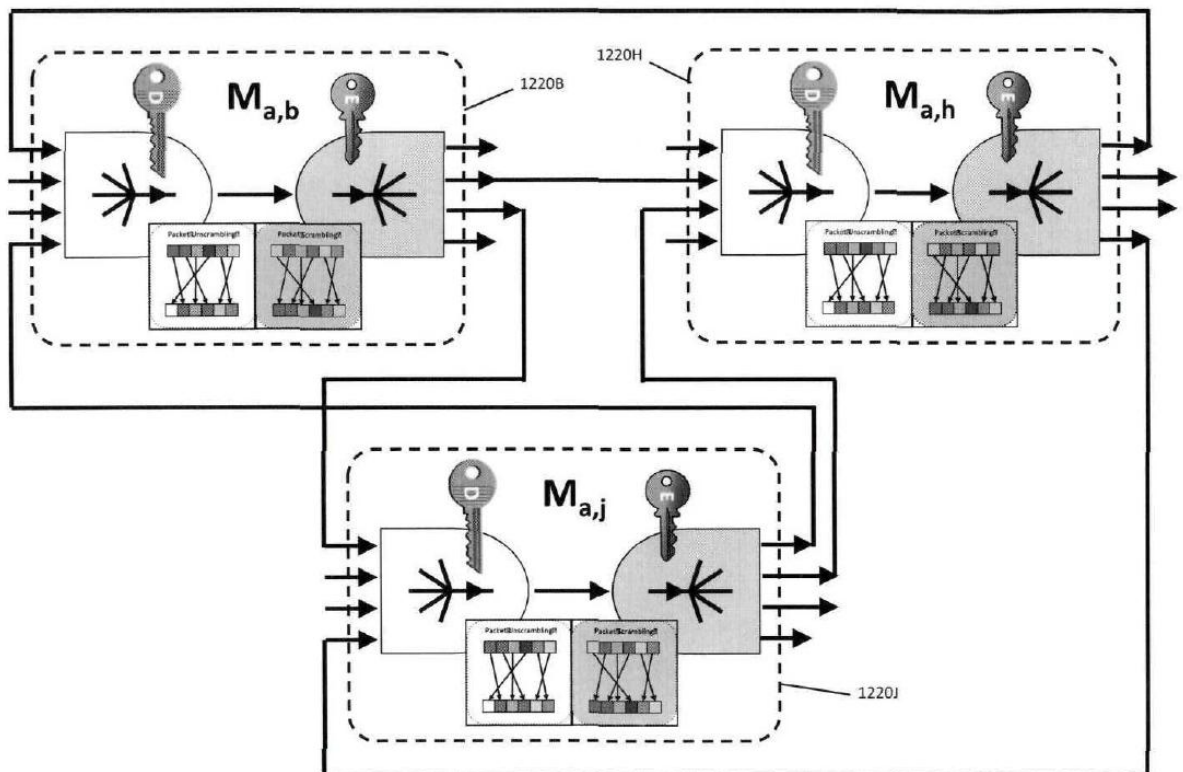 1220B
1220H
M a,b
D
E
M a,h
D
E
Packet Unscrambling
Packet Scrambling
Packet Unscrambling
Packet Scrambling
M a,j
D
E
Packet Unscrambling
Packet Scrambling
1220J